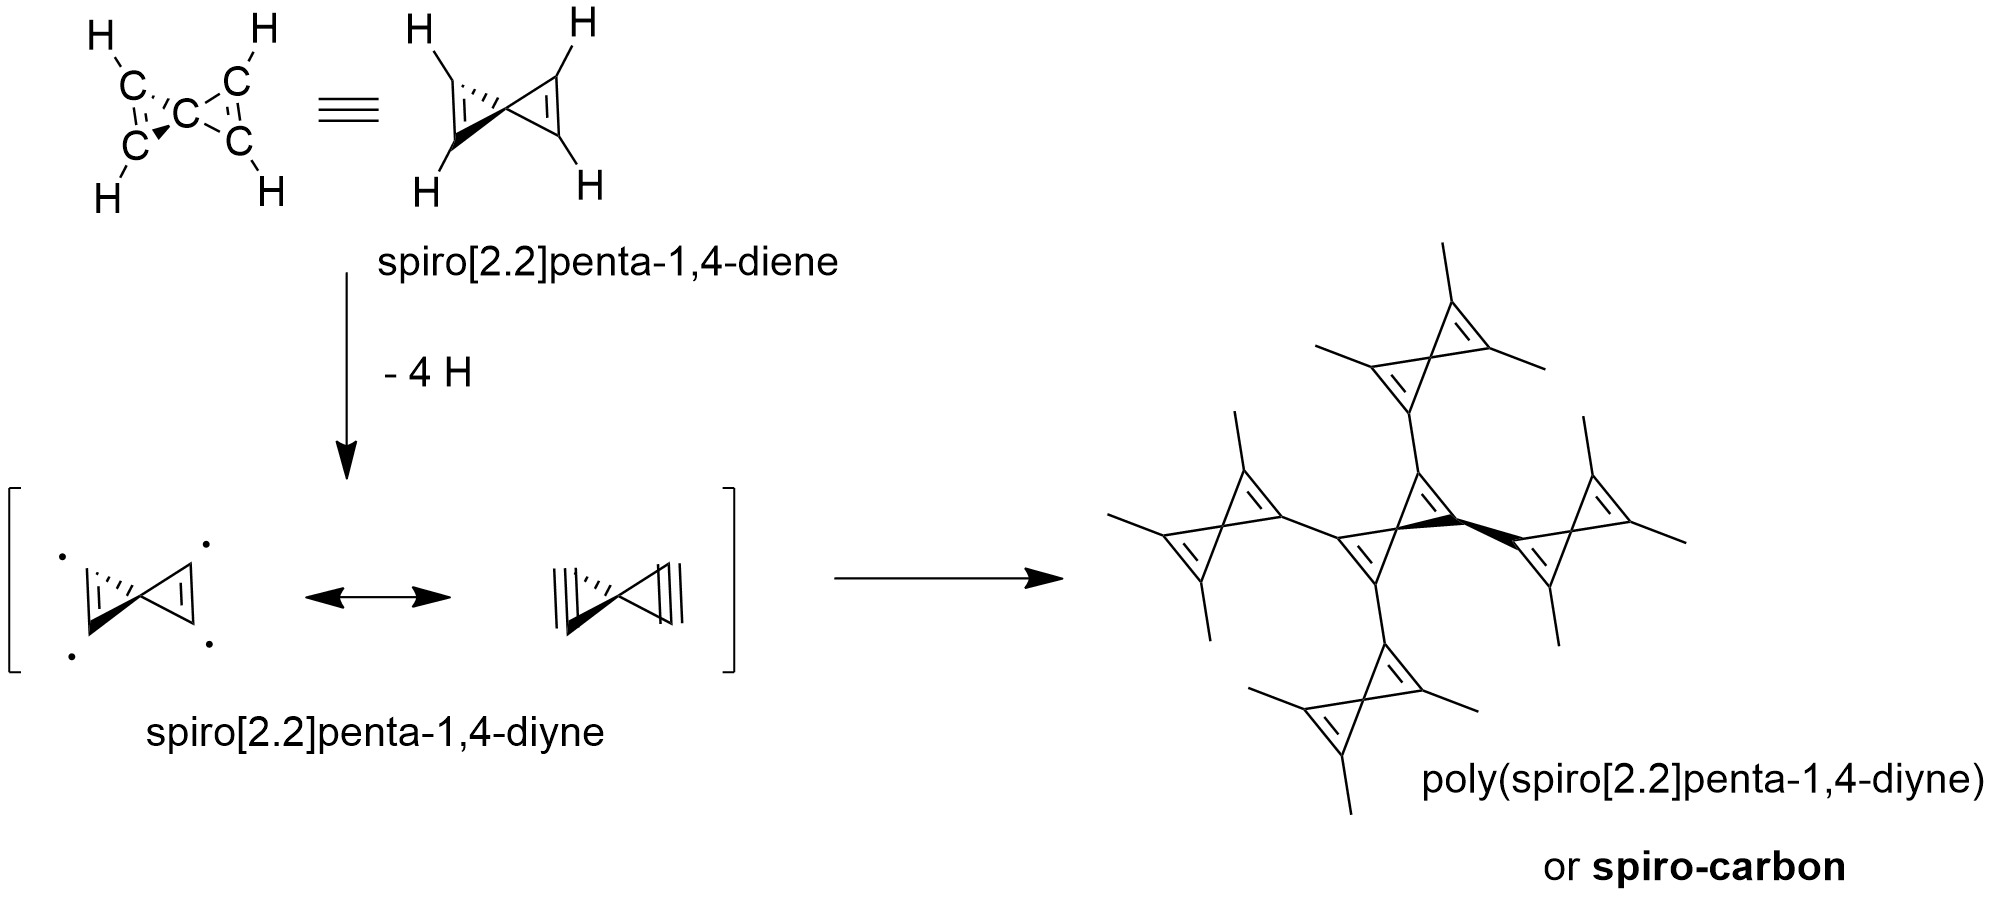 H H H H
C C C C C
H H H H
spiro[2.2]penta-1,4-diene
- 4 H
spiro[2.2]penta-1,4-diyne
poly(spiro[2.2]penta-1,4-diyne)
or spiro-carbon